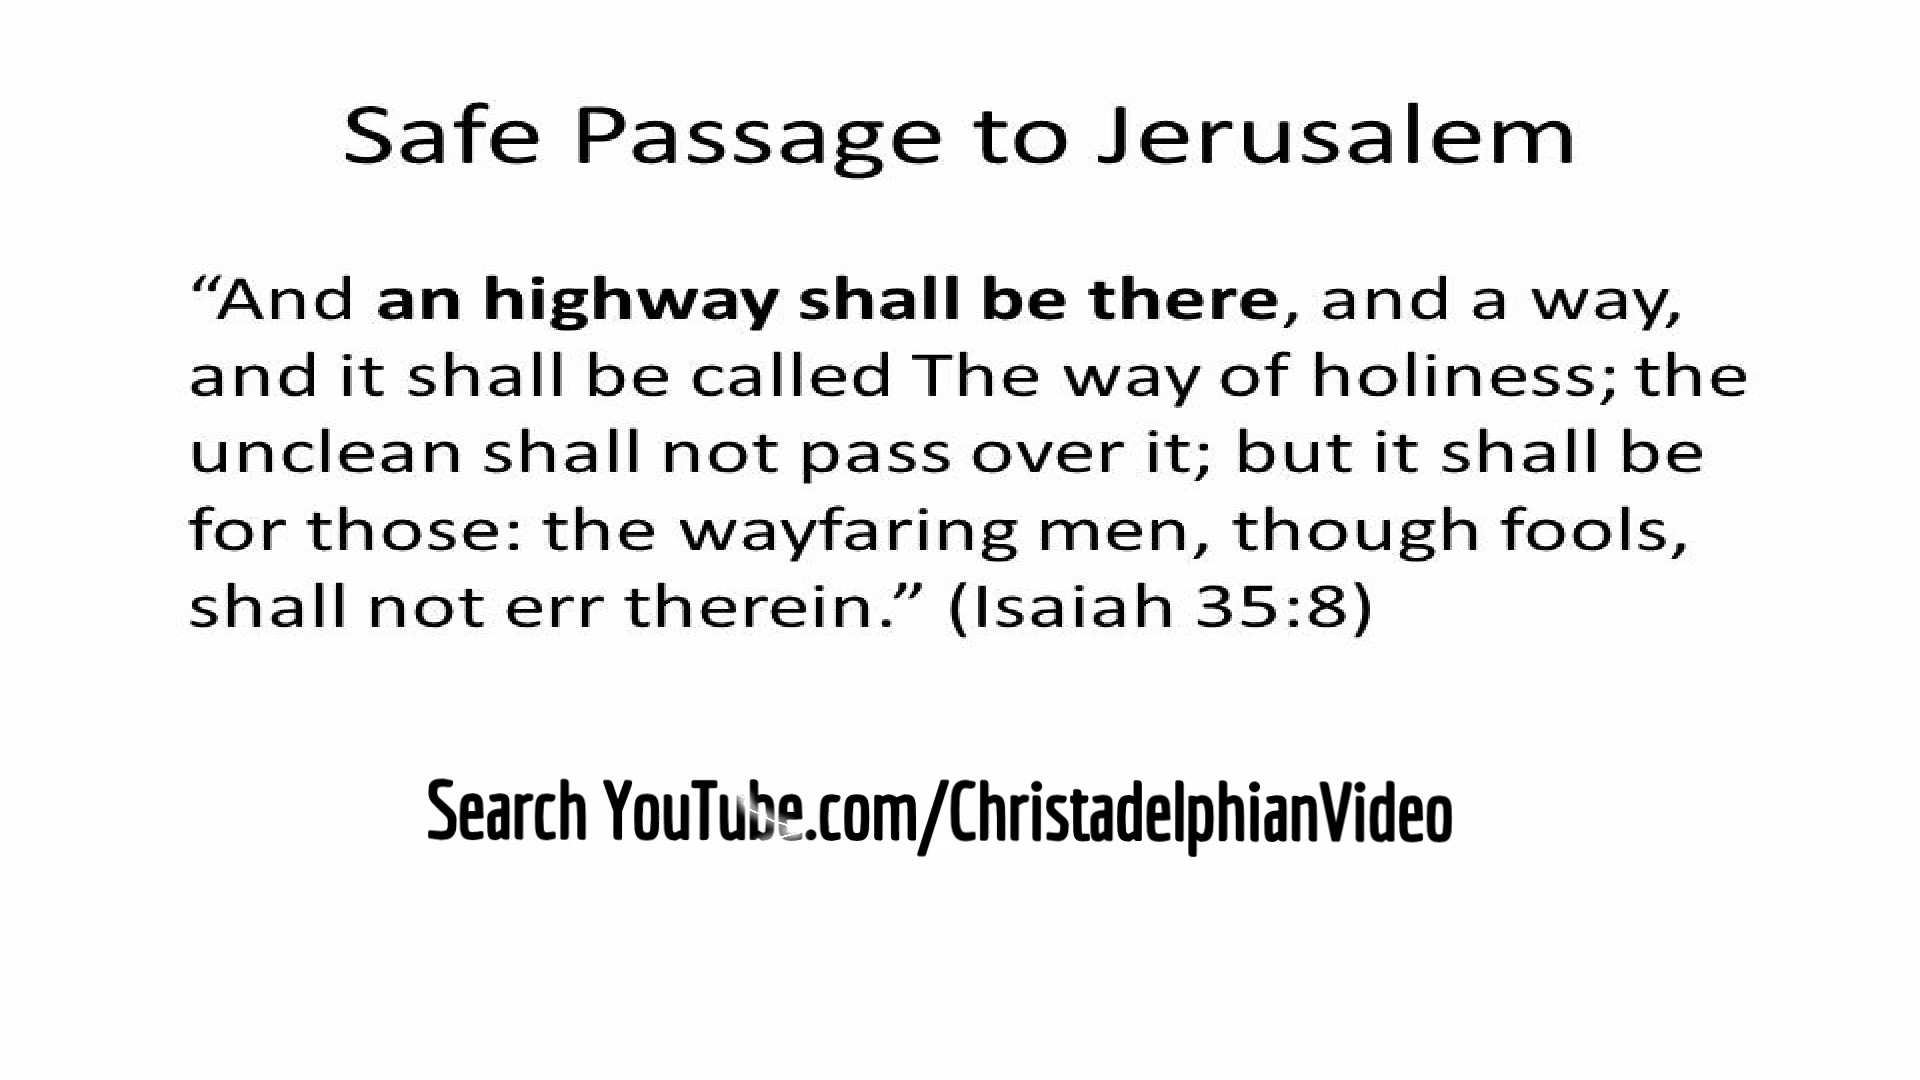 Safe Passage to Jerusalem
“And an highway shall be there, and a way,
and it shall be called The way of holiness; the
unclean shall not pass over it; but it shall be
for those: the wayfaring men, though fools,
shall not err therein.” (Isaiah 35:8)
Search YouTube.com/ChristadelphianVideo